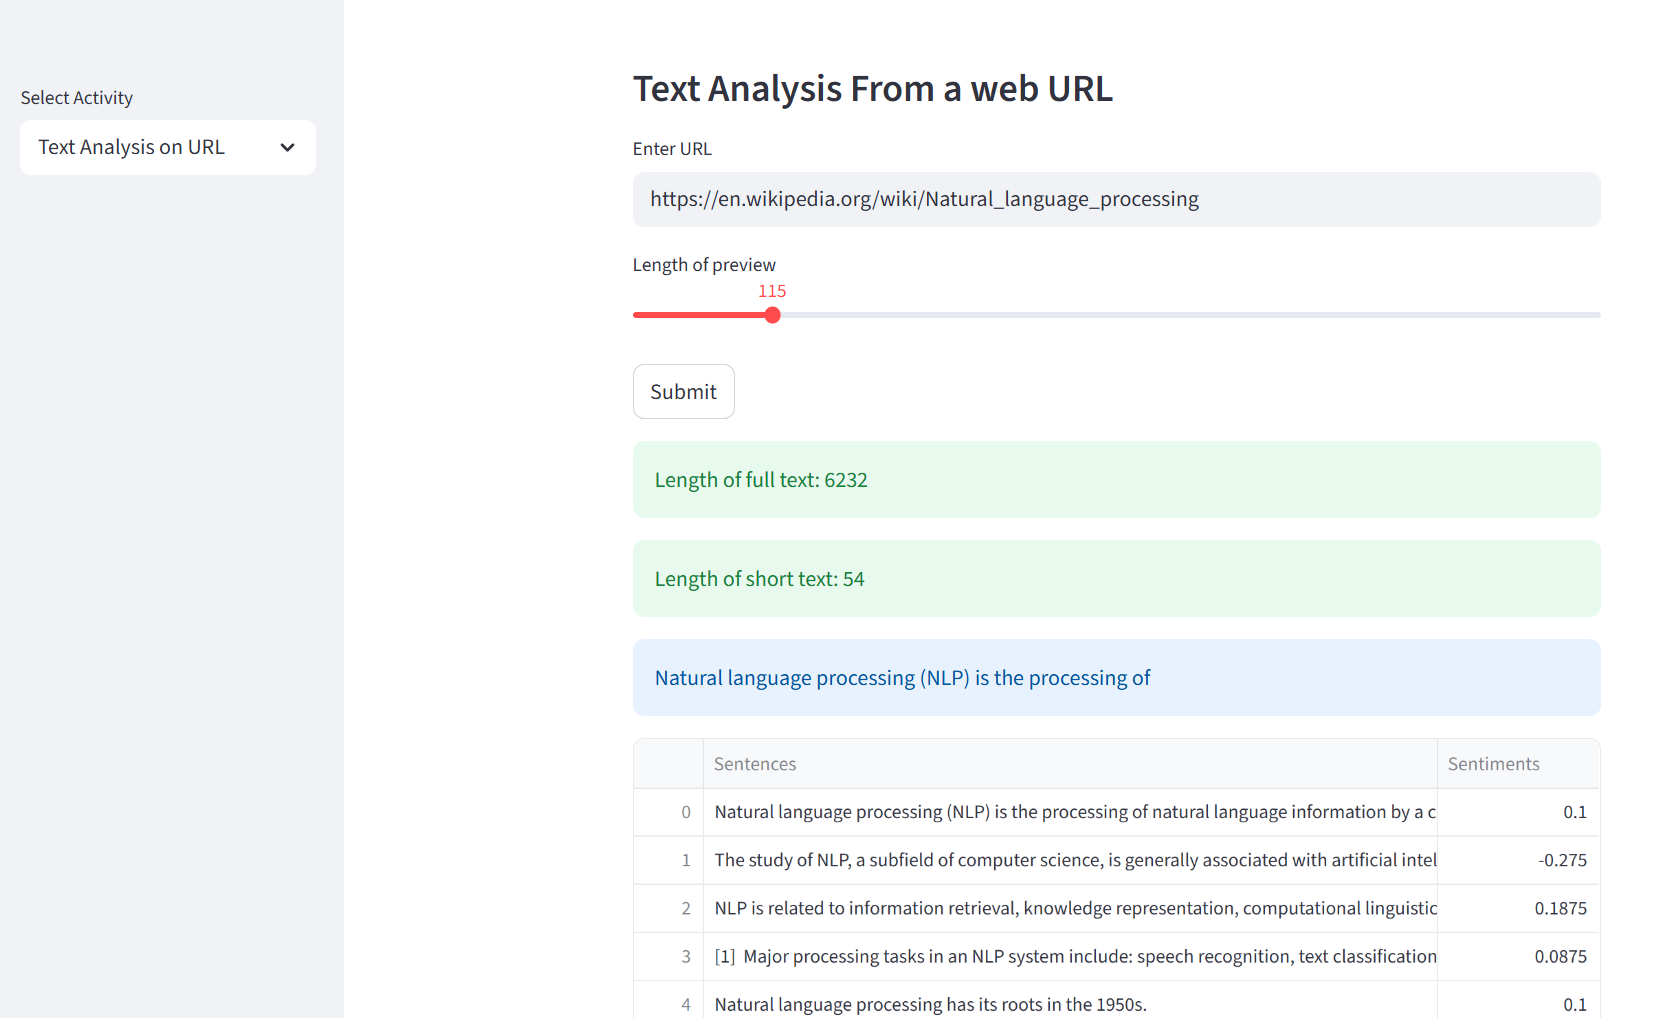 Select Activity
Text Analysis on URL
Text Analysis From a web URL
Enter URL
https://en.wikipedia.org/wiki/Natural_language_processing
Length of preview
115
Submit
Length of full text: 6232
Length of short text: 54
Natural language processing (NLP) is the processing of
Sentences Sentiments
0 Natural language processing (NLP) is the processing of natural language information by a c 0.1
1 The study of NLP, a subfield of computer science, is generally associated with artificial intel -0.275
2 NLP is related to information retrieval, knowledge representation, computational linguistic 0.1875
3 [1] Major processing tasks in an NLP system include: speech recognition, text classification 0.0875
4 Natural language processing has its roots in the 1950s. 0.1